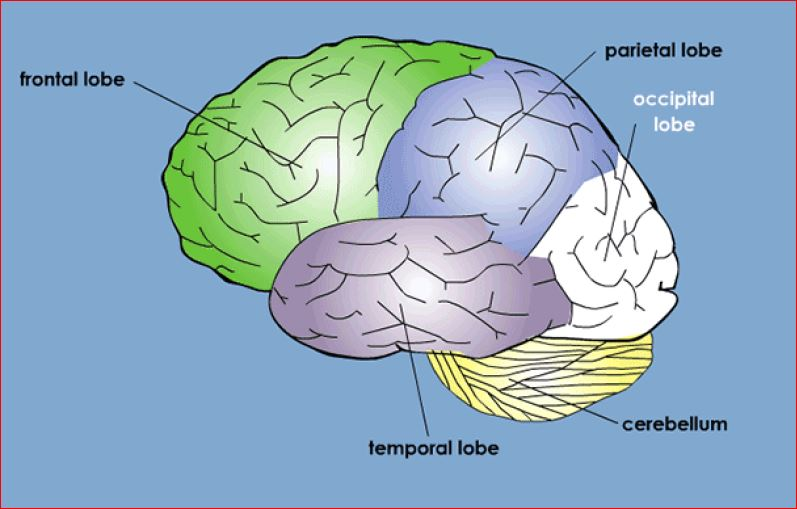 parietal lobe
frontal lobe
occipital
lobe
cerebellum
temporal lobe